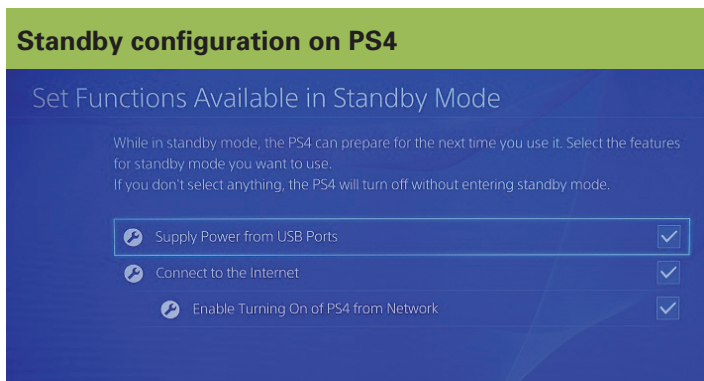 Standby configuration on PS4
Set Functions Available in Standby Mode
While in standby mode, the PS4 can prepare for the next time you use it. Select the features
for standby mode you want to use.
If you don't select anything, the PS4 will turn off without entering standby mode.
Supply Power from USB Ports
Connect to the Internet
Enable Turning On of PS4 from Network